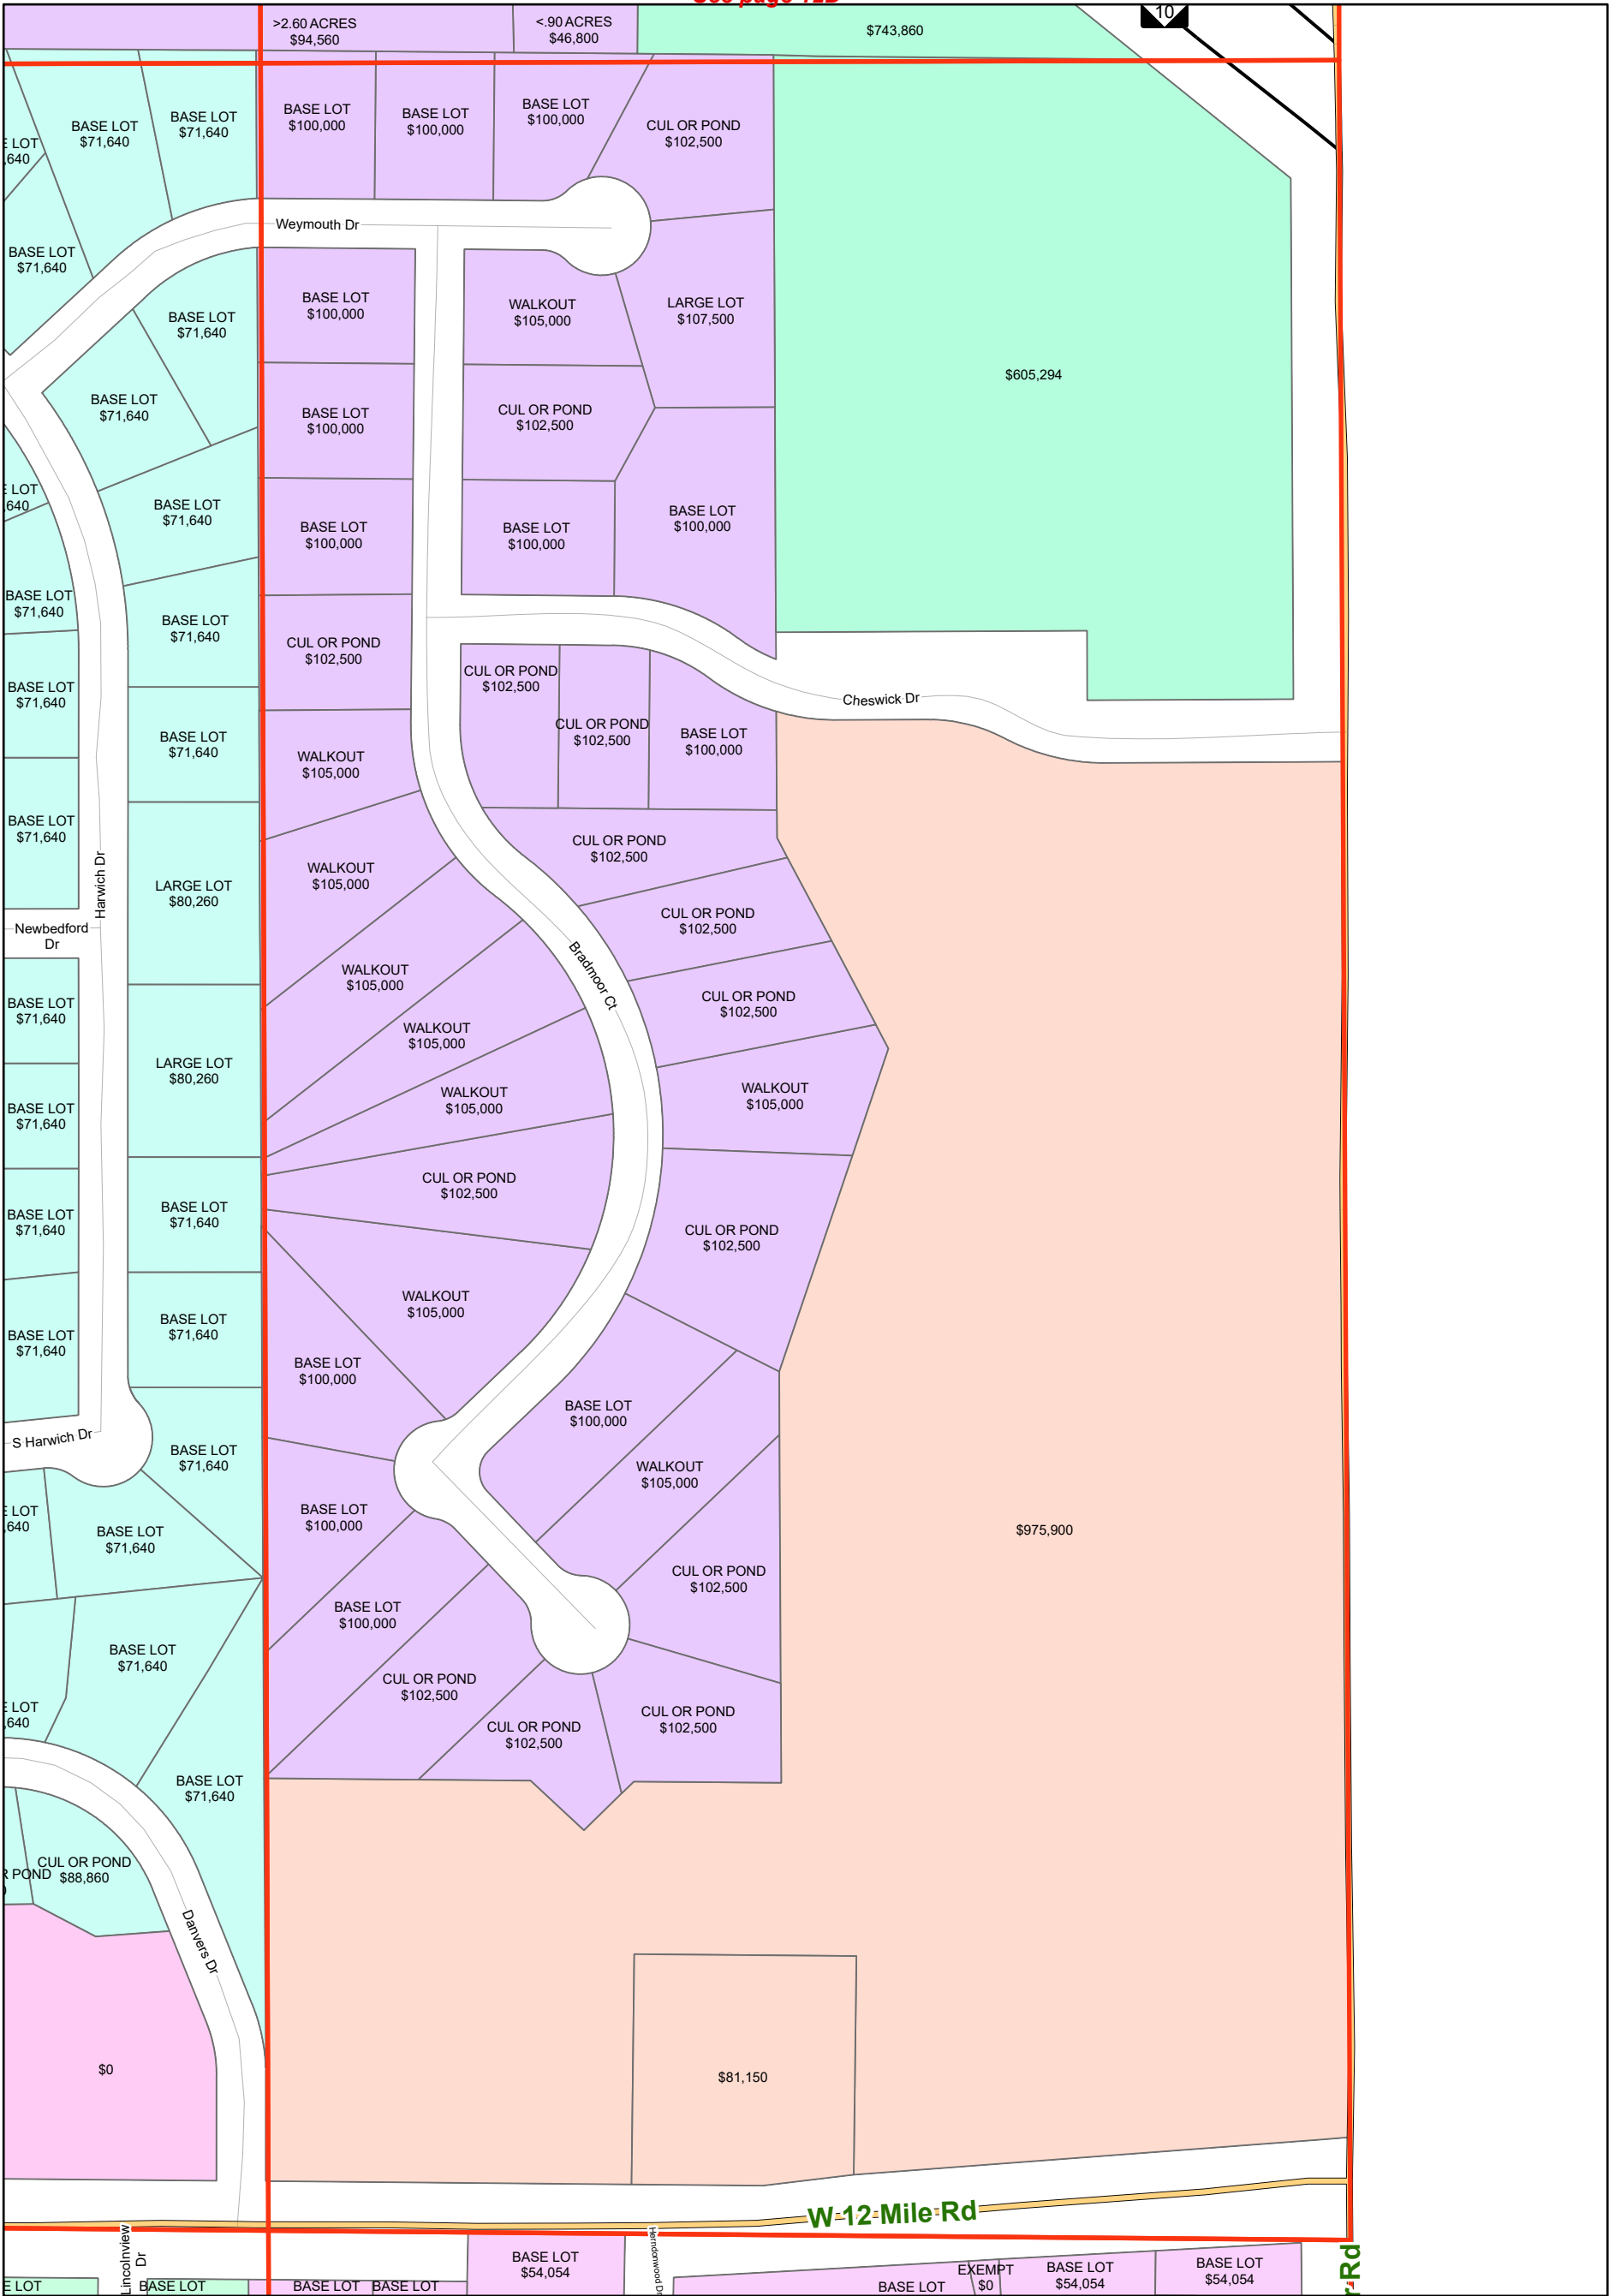 >2.60 ACRES
$94,560
<.90 ACRES
$46,800
$743,860
10
BASE LOT
$71,640
BASE LOT
$71,640
BASE LOT
$100,000
BASE LOT
$100,000
BASE LOT
$100,000
CUL OR POND
$102,500
E LOT
,640
Weymouth Dr
BASE LOT
$71,640
BASE LOT
$71,640
BASE LOT
$100,000
WALKOUT
$105,000
LARGE LOT
$107,500
$605,294
BASE LOT
$71,640
BASE LOT
$100,000
CUL OR POND
$102,500
E LOT
,640
BASE LOT
$71,640
BASE LOT
$100,000
BASE LOT
$100,000
BASE LOT
$100,000
BASE LOT
$71,640
BASE LOT
$71,640
CUL OR POND
$102,500
CUL OR POND
$102,500
Cheswick Dr
BASE LOT
$71,640
BASE LOT
$71,640
WALKOUT
$105,000
CUL OR POND
$102,500
BASE LOT
$100,000
BASE LOT
$71,640
Harwich Dr
LARGE LOT
$80,260
WALKOUT
$105,000
CUL OR POND
$102,500
Newbedford
Dr
CUL OR POND
$102,500
WALKOUT
$105,000
Bradmoor Ct
BASE LOT
$71,640
CUL OR POND
$102,500
WALKOUT
$105,000
LARGE LOT
$80,260
WALKOUT
$105,000
WALKOUT
$105,000
BASE LOT
$71,640
CUL OR POND
$102,500
BASE LOT
$71,640
BASE LOT
$71,640
CUL OR POND
$102,500
WALKOUT
$105,000
BASE LOT
$71,640
BASE LOT
$71,640
BASE LOT
$100,000
BASE LOT
$100,000
S Harwich Dr
BASE LOT
$71,640
WALKOUT
$105,000
E LOT
,640
BASE LOT
$71,640
BASE LOT
$100,000
$975,900
CUL OR POND
$102,500
BASE LOT
$100,000
BASE LOT
$71,640
CUL OR POND
$102,500
E LOT
,640
CUL OR POND
$102,500
CUL OR POND
$102,500
BASE LOT
$71,640
R POND
CUL OR POND
$88,860
Danvers Dr
$0
$81,150
W 12 Mile Rd
Lincolnview
Dr
Herndonwood Dr
BASE LOT
$54,054
E LOT
BASE LOT
BASE LOT
BASE LOT
BASE LOT
EXEMPT
$0
BASE LOT
$54,054
BASE LOT
$54,054
r Rd